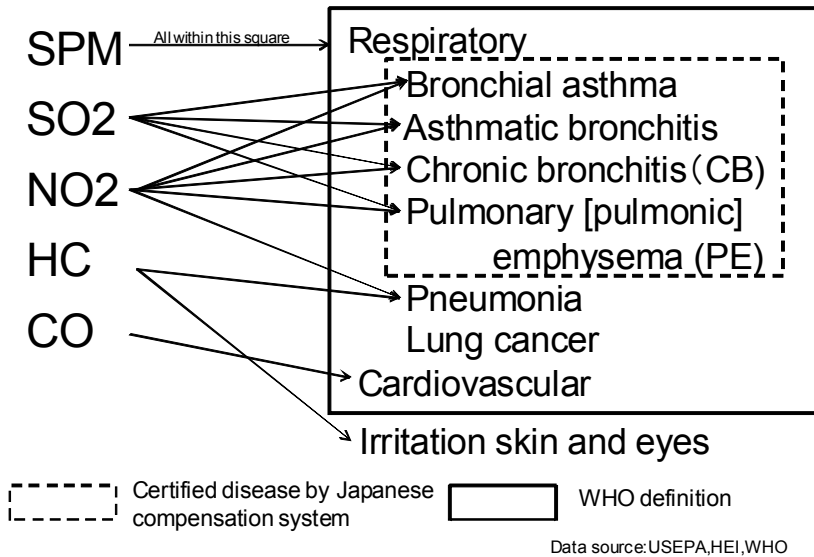 SPM
All within this square
SO2
NO2
HC
CO
Respiratory
Bronchial asthma
Asthmatic bronchitis
Chronic bronchitis（CB）
Pulmonary [pulmonic]
emphysema (PE)
Pneumonia
Lung cancer
Cardiovascular
Irritation skin and eyes
Certified disease by Japanese
compensation system
WHO definition
Data source:USEPA,HEI,WHO